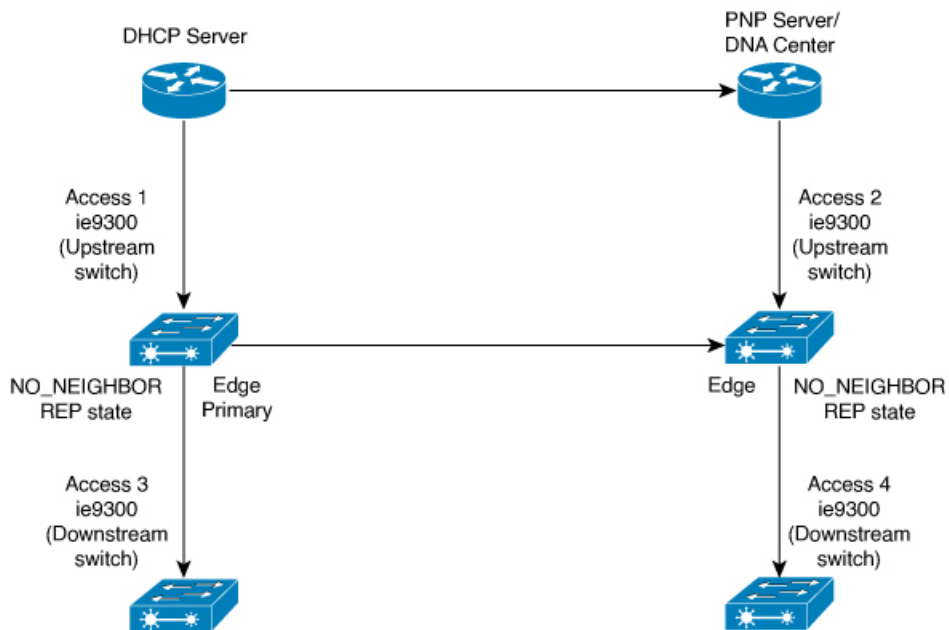 DHCP Server
PNP Server/
DNA Center
Access 1
ie9300
(Upstream
switch)
Access 2
ie9300
(Upstream
switch)
NO_NEIGHBOR
REP state
Edge
Primary
Edge
NO_NEIGHBOR
REP state
Access 3
ie9300
(Downstream
switch)
Access 4
ie9300
(Downstream
switch)